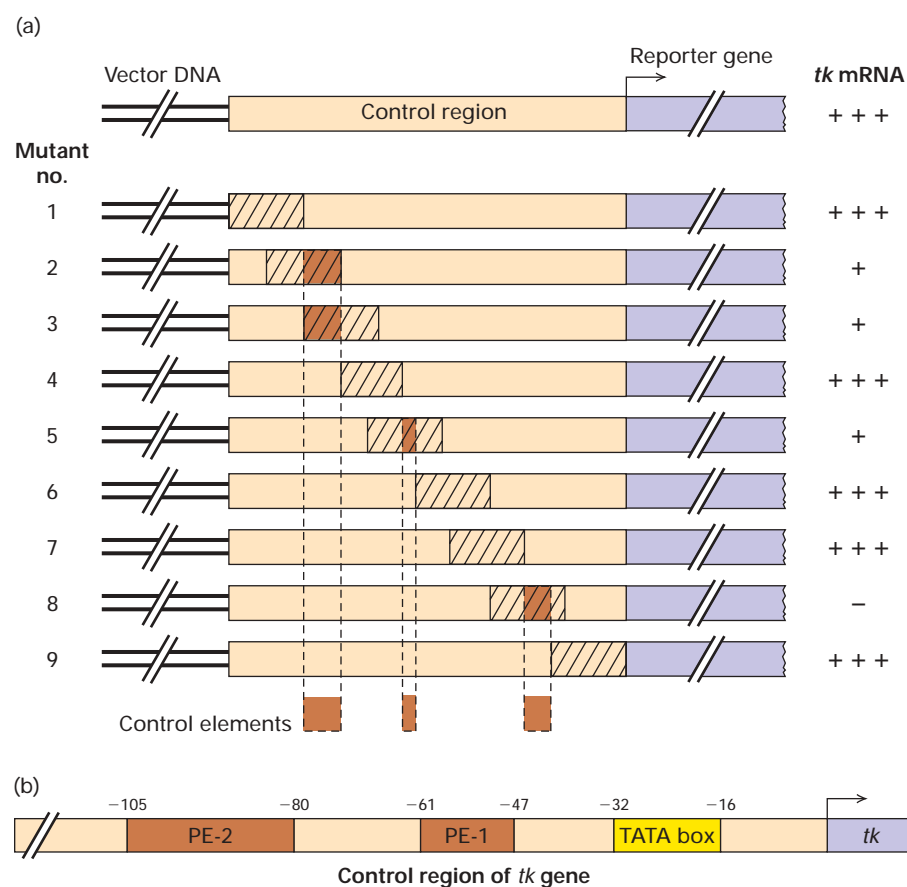 (a)
Vector DNA
Reporter gene
tk mRNA
Control region
+ + +
Mutant no.
1
+ + +
2
+
3
+
4
+ + +
5
+
6
+ + +
7
+ + +
8
–
9
+ + +
Control elements
(b)
−105
−80
−61
−47
−32
−16
PE-2
PE-1
TATA box
tk
Control region of tk gene